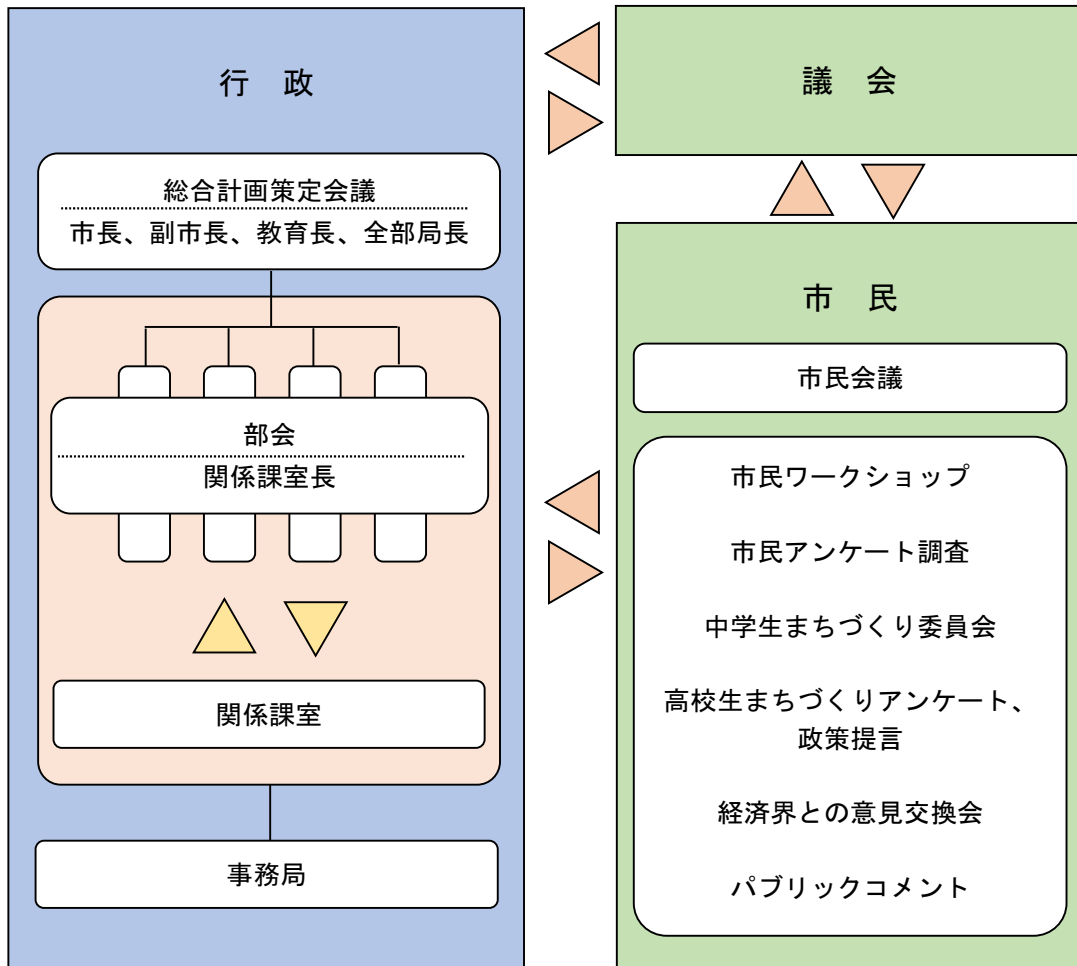 行 政
総合計画策定会議
市長、副市長、教育長、全部局長
部会
関係課室長
関係課室
事務局
議 会
市 民
市民会議
市民ワークショップ
市民アンケート調査
中学生まちづくり委員会
高校生まちづくりアンケート、
政策提言
経済界との意見交換会
パブリックコメント